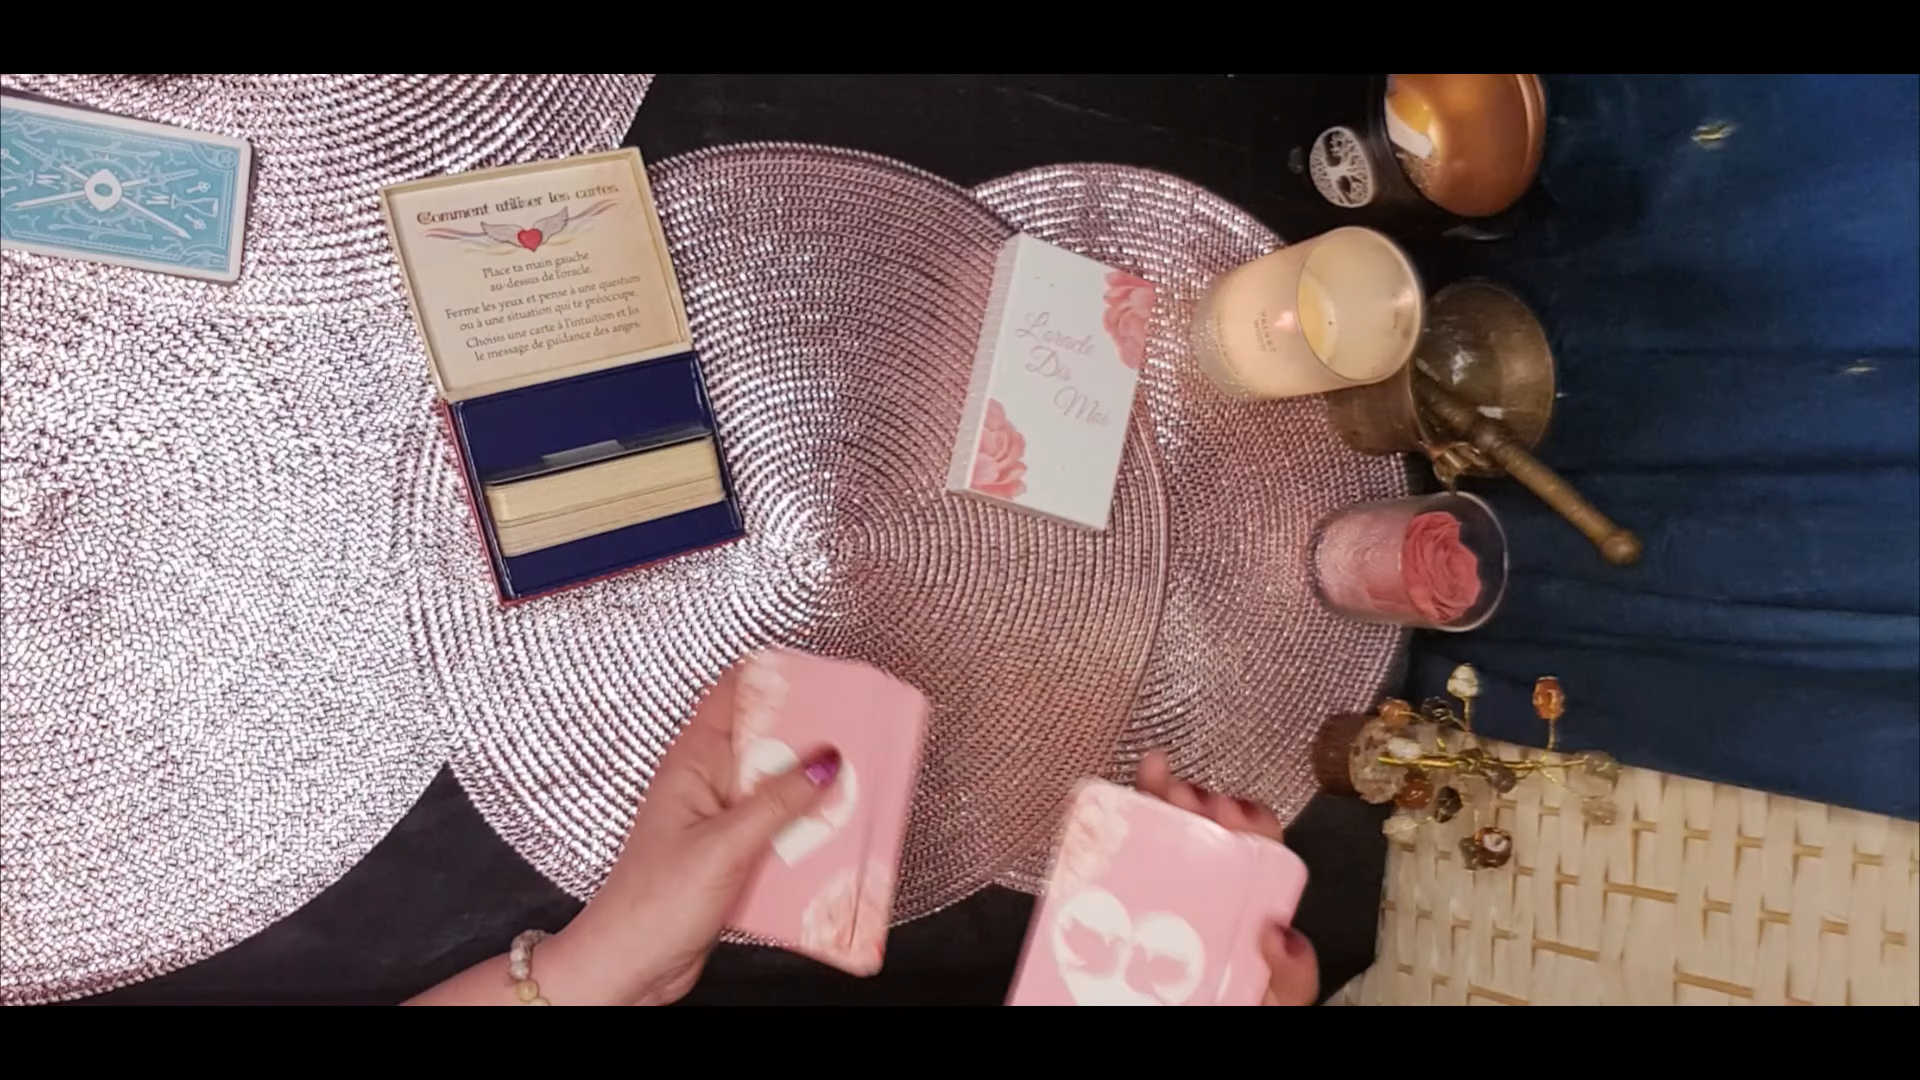 Comment utiliser les cartes
Place ta main gauche
au-dessus de l'oracle.
Ferme les yeux et pense à une question
ou à une situation qui te préoccupe.
Choisis une carte à l'intuition et lis
le message de guidance des anges.
L'oracle
Dis
Moi